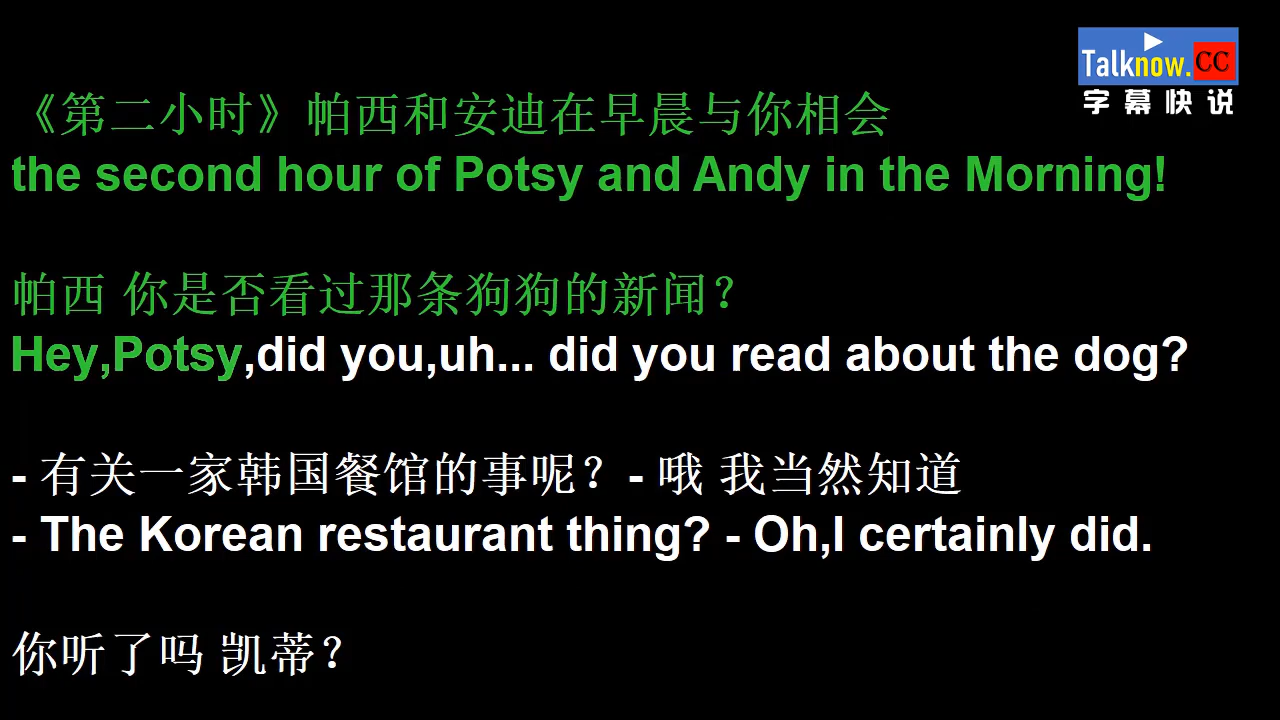 Talknow.CC
字幕快说
《第二小时》帕西和安迪在早晨与你相会
the second hour of Potsy and Andy in the Morning!
帕西 你是否看过那条狗狗的新闻？
Hey,Potsy,did you,uh... did you read about the dog?
- 有关一家韩国餐馆的事呢？- 哦 我当然知道
- The Korean restaurant thing? - Oh,I certainly did.
你听了吗 凯蒂？